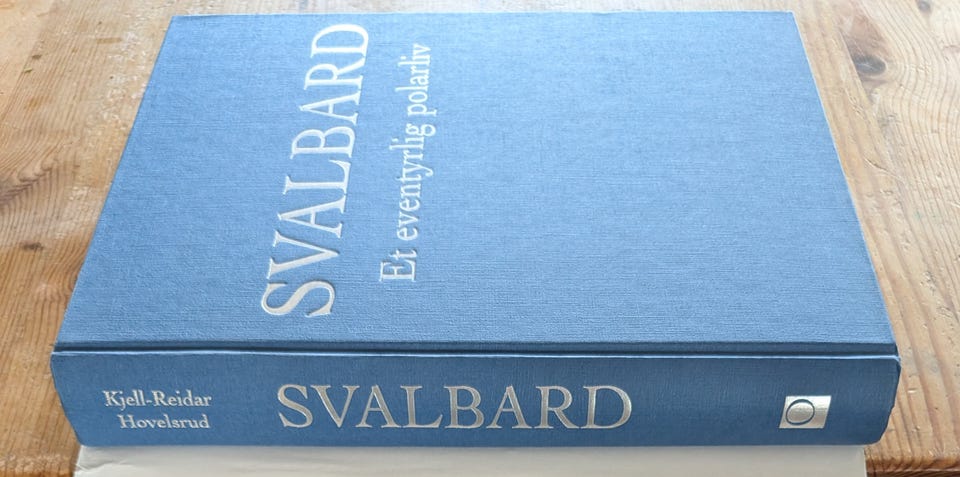 SVALBARD
Et eventyrlig polarliv
Kjell-Reidar
Hovelsrud
SVALBARD